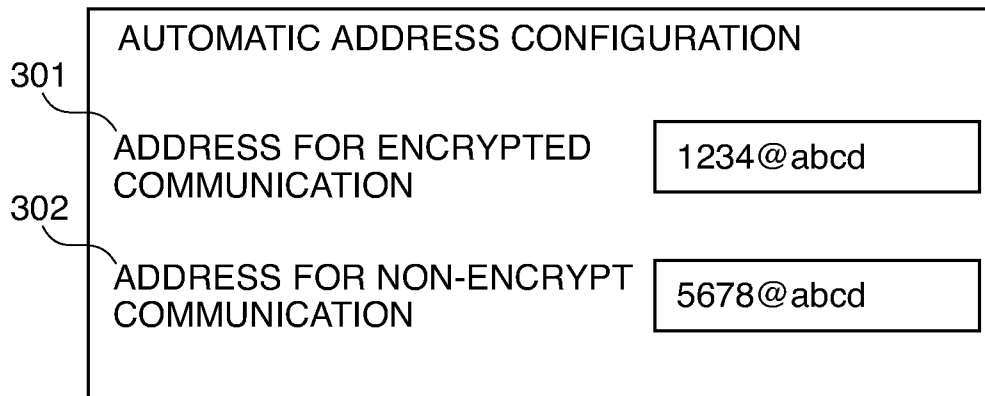 AUTOMATIC ADDRESS CONFIGURATION
301
ADDRESS FOR ENCRYPTED
COMMUNICATION
1234@abcd
302
ADDRESS FOR NON-ENCRYPT
COMMUNICATION
5678@abcd